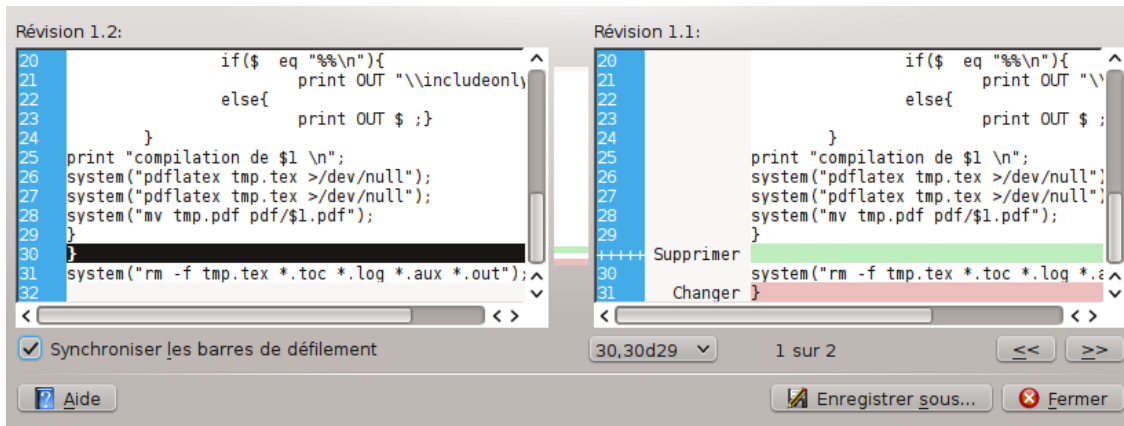 Révision 1.2:
20 if($ eq "%%\n"){
21 print OUT "\\includeonly
22 else{
23 print OUT $ ;}
24 }
25 print "compilation de $1 \n";
26 system("pdflatex tmp.tex >/dev/null");
27 system("pdflatex tmp.tex >/dev/null");
28 system("mv tmp.pdf pdf/$1.pdf");
29 }
30 }
31 system("rm -f tmp.tex *.toc *.log *.aux *.out");
32
Révision 1.1:
20 if($ eq "%%\n"){
21 print OUT "\\
22 else{
23 print OUT $ ;
24 }
25 print "compilation de $1 \n";
26 system("pdflatex tmp.tex >/dev/null")
27 system("pdflatex tmp.tex >/dev/null")
28 system("mv tmp.pdf pdf/$1.pdf");
29 }
+++++ Supprimer
30 system("rm -f tmp.tex *.toc *.log *.a
31 Changer }
Synchroniser les barres de défilement
30,30d29
1 sur 2
<<
>>
Aide
Enregistrer sous...
Fermer